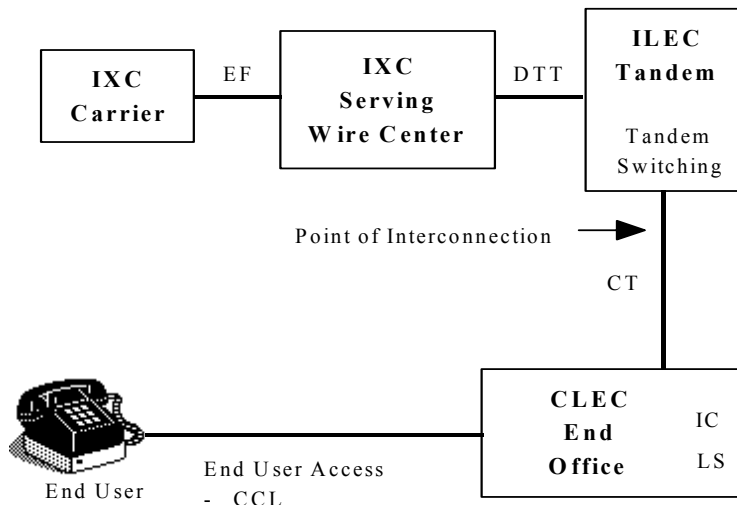 IXC
Carrier
EF
IXC
Serving
Wire Center
DTT
ILEC
Tandem
Tandem
Switching
Point of Interconnection
CT
CLEC
End
Office
IC
LS
End User
End User Access
- CCL